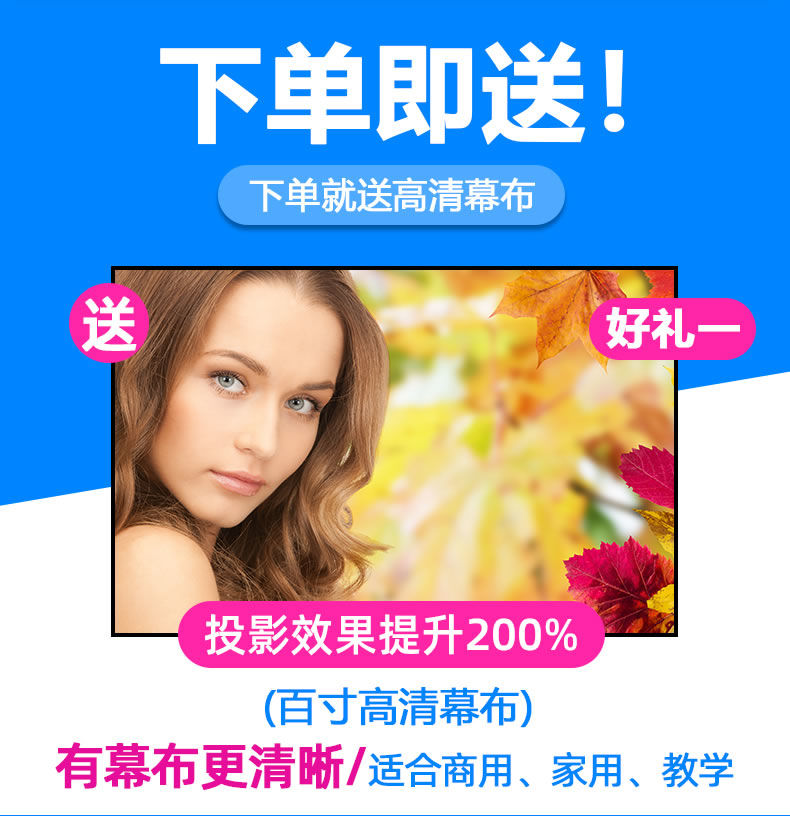 下单即送！
下单就送高清幕布
送
好礼一
投影效果提升200%
(百寸高清幕布)
有幕布更清晰/适合商用、家用、教学